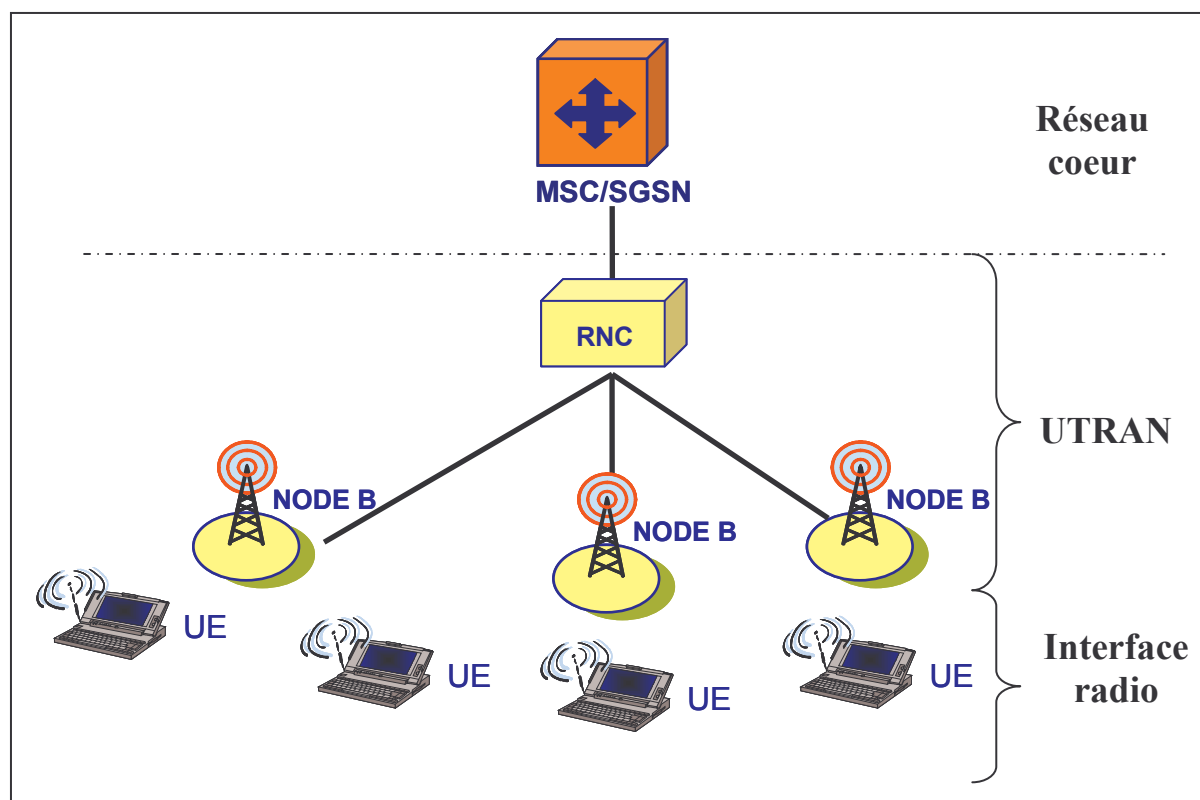 Réseau
coeur
MSC/SGSN
RNC
UTRAN
NODE B
NODE B
NODE B
UE
UE
UE
UE
Interface
radio